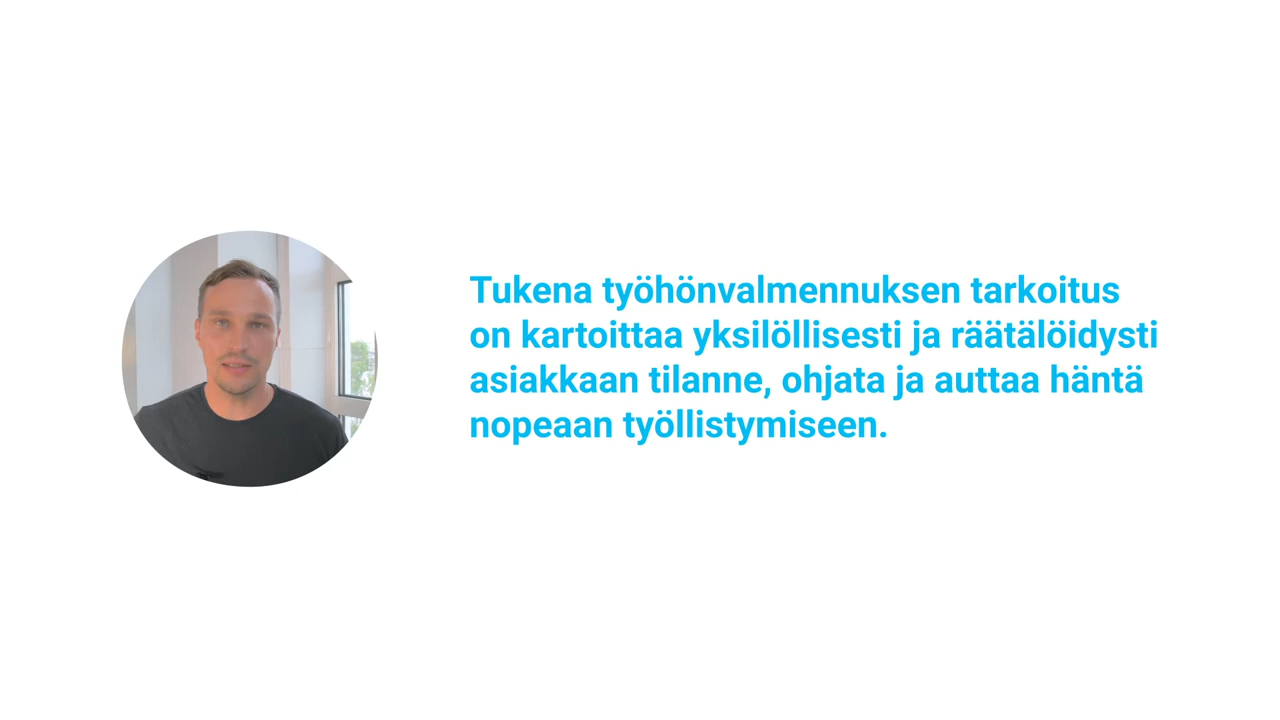 Tukena työhönvalmennuksen tarkoitus
on kartoittaa yksilöllisesti ja räätälöidysti
asiakkaan tilanne, ohjata ja auttaa häntä
nopeaan työllistymiseen.